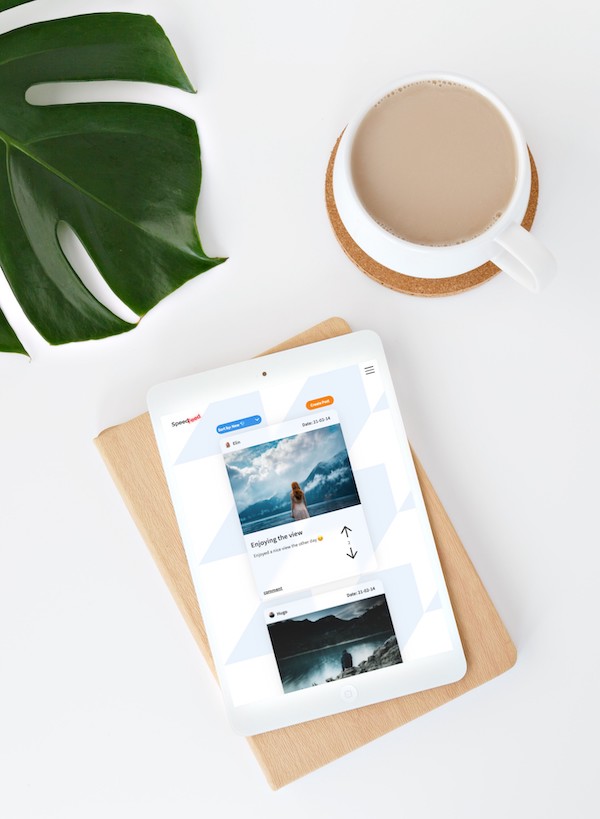 Speedfeed
Sort by: New
Create Post
Elin
Date: 21-02-14
Enjoying the view
Enjoyed a nice view the other day 😄
comment
Date: 21-02-14
Hugo